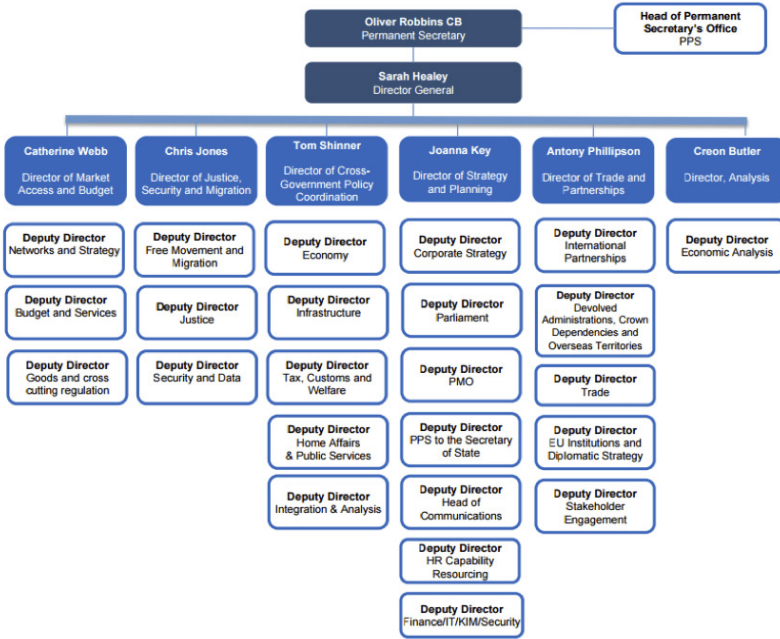 Oliver Robbins CB
Permanent Secretary
Head of Permanent
Secretary's Office
PPS
Sarah Healey
Director General
Catherine Webb
Director of Market
Access and Budget
Chris Jones
Director of Justice,
Security and Migration
Tom Shinner
Director of Cross-
Government Policy
Coordination
Joanna Key
Director of Strategy
and Planning
Antony Phillipson
Director of Trade and
Partnerships
Creon Butler
Director, Analysis
Deputy Director
Networks and Strategy
Deputy Director
Budget and Services
Deputy Director
Goods and cross
cutting regulation
Deputy Director
Free Movement and
Migration
Deputy Director
Justice
Deputy Director
Security and Data
Deputy Director
Economy
Deputy Director
Infrastructure
Deputy Director
Tax, Customs and
Welfare
Deputy Director
Home Affairs
& Public Services
Deputy Director
Integration & Analysis
Deputy Director
Corporate Strategy
Deputy Director
Parliament
Deputy Director
PMO
Deputy Director
PPS to the Secretary
of State
Deputy Director
Head of
Communications
Deputy Director
HR Capability
Resourcing
Deputy Director
Finance/IT/KIM/Security
Deputy Director
International
Partnerships
Deputy Director
Devolved
Administrations, Crown
Dependencies and
Overseas Territories
Deputy Director
Trade
Deputy Director
EU Institutions and
Diplomatic Strategy
Deputy Director
Stakeholder
Engagement
Deputy Director
Economic Analysis